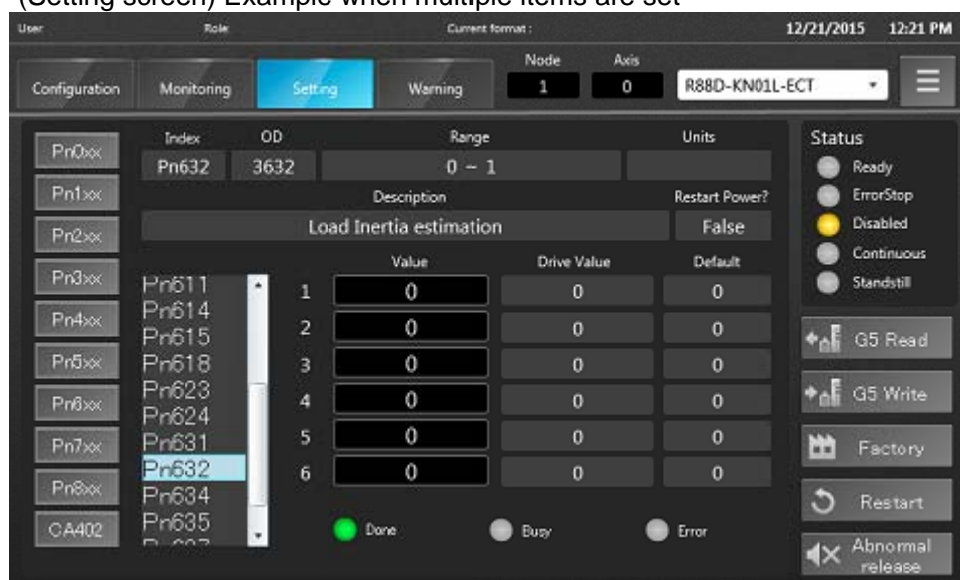 (Setting screen) Example when multiple items are set
User Role: Current format : 12/21/2015 12:21 PM
Configuration Monitoring Setting Warning
Node Axis
1 0 R88D-KN01L-ECT
Pn0xx
Pn1xx
Pn2xx
Pn3xx
Pn4xx
Pn5xx
Pn6xx
Pn7xx
Pn8xx
CA402
Index OD Range Units
Pn632 3632 0 ~ 1
Description Restart Power?
Load Inertia estimation False
Pn611
Pn614
Pn615
Pn618
Pn623
Pn624
Pn631
Pn632
Pn634
Pn635
Value Drive Value Default
1 0 0 0
2 0 0 0
3 0 0 0
4 0 0 0
5 0 0 0
6 0 0 0
Done Busy Error
Status
Ready
ErrorStop
Disabled
Continuous
Standstill
G5 Read
G5 Write
Factory
Restart
Abnormal
release